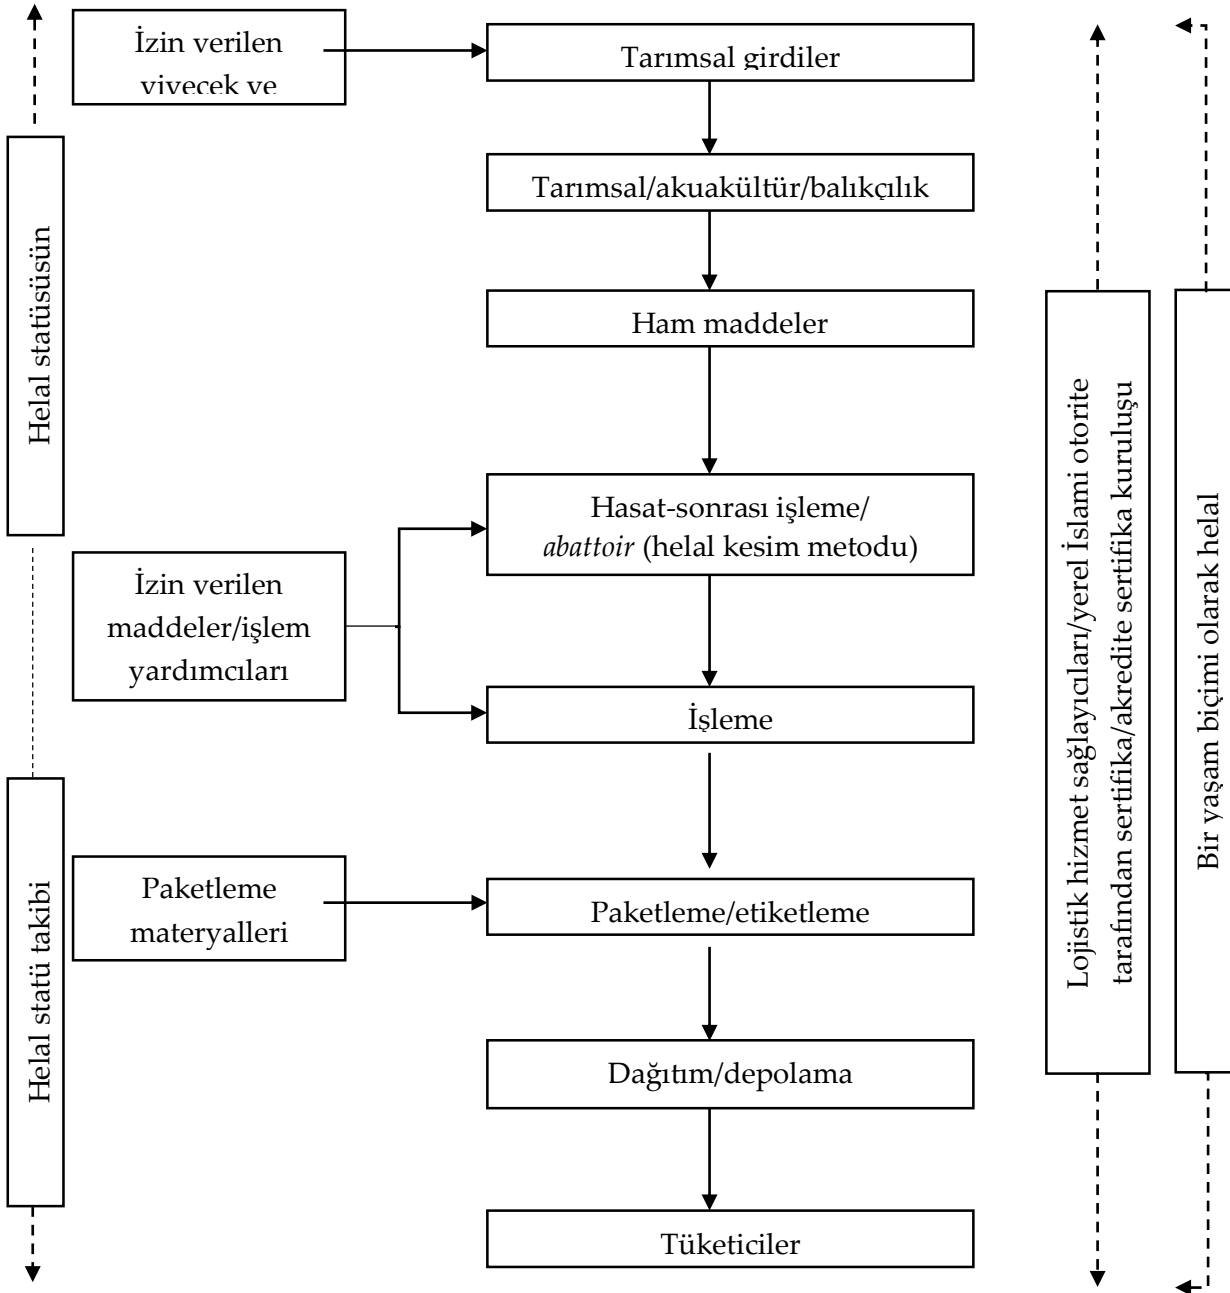 İzin verilen
yiyecek ve
Tarımsal girdiler
Tarımsal/akuakültür/balıkçılık
Ham maddeler
Hasat-sonrası işleme/
abattoir (helal kesim metodu)
İzin verilen
maddeler/işlem
yardımcıları
İşleme
Paketleme
materyalleri
Paketleme/etiketleme
Dağıtım/depolama
Tüketiciler
Helal statüsüsün
Helal statü takibi
Lojistik hizmet sağlayıcıları/yerel İslami otorite
tarafından sertifika/akredite sertifika kuruluşu
Bir yaşam biçimi olarak helal